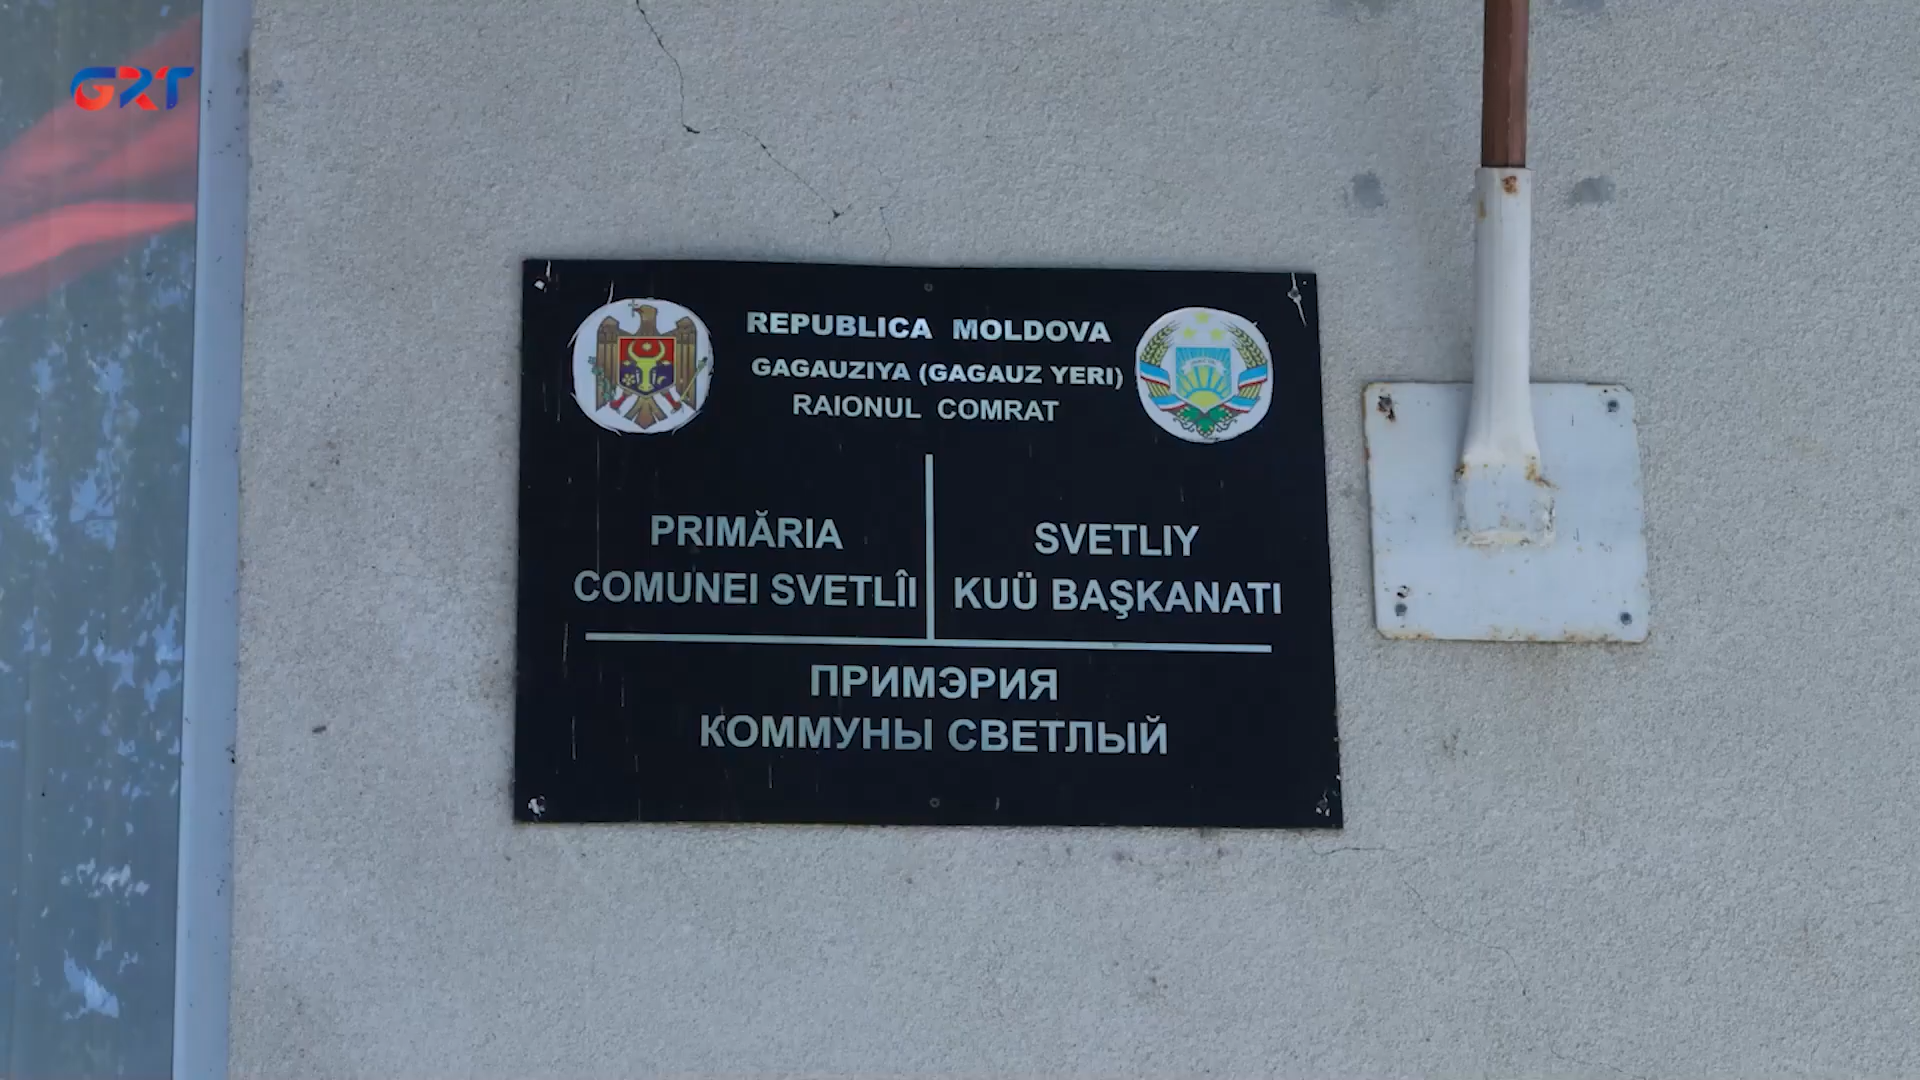 GRT
REPUBLICA MOLDOVA
GAGAUZIYA (GAGAUZ YERI)
RAIONUL COMRAT
PRIMĂRIA
COMUNEI SVETLÎI
SVETLIY
KUÜ BAŞKANATI
ПРИМЭРИЯ
КОММУНЫ СВЕТЛЫЙ